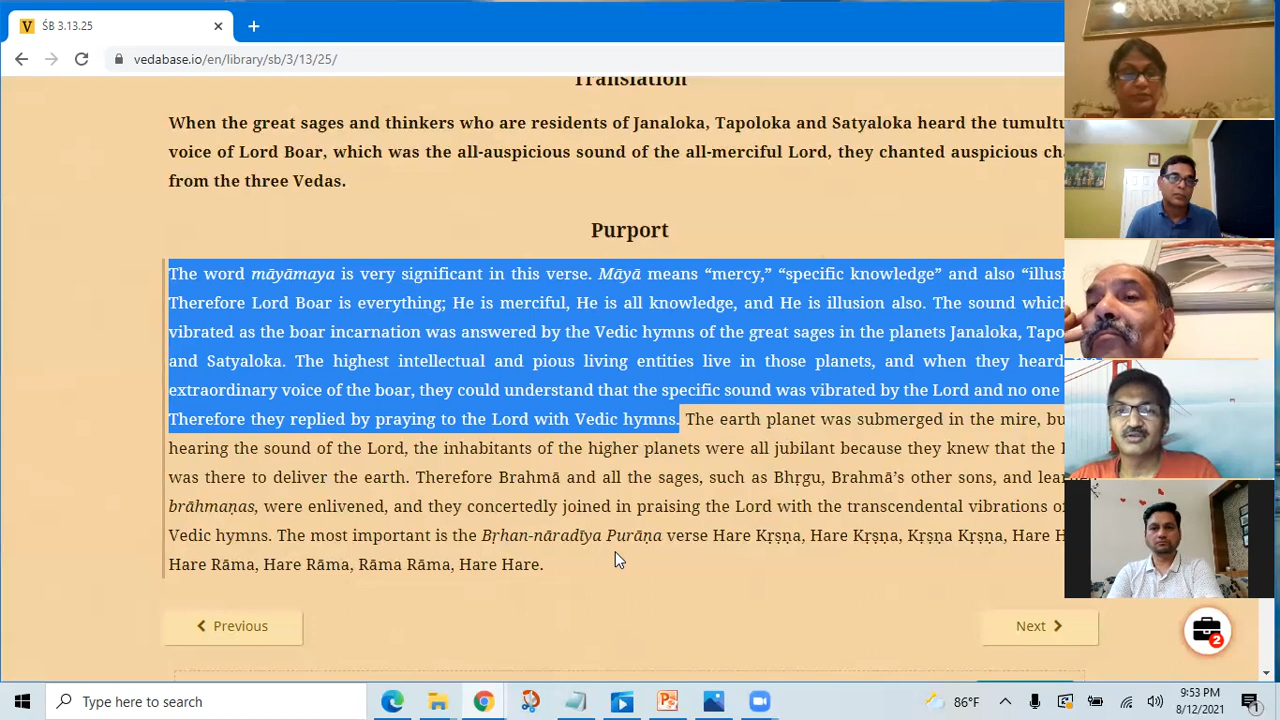 ŚB 3.13.25
vedabase.io/en/library/sb/3/13/25/
Translation
When the great sages and thinkers who are residents of Janaloka, Tapoloka and Satyaloka heard the tumultu
voice of Lord Boar, which was the all-auspicious sound of the all-merciful Lord, they chanted auspicious cha
from the three Vedas.
Purport
The word māyāmaya is very significant in this verse. Māyā means “mercy,” “specific knowledge” and also “illusi
Therefore Lord Boar is everything; He is merciful, He is all knowledge, and He is illusion also. The sound which
vibrated as the boar incarnation was answered by the Vedic hymns of the great sages in the planets Janaloka, Tapo
and Satyaloka. The highest intellectual and pious living entities live in those planets, and when they heard
extraordinary voice of the boar, they could understand that the specific sound was vibrated by the Lord and no one
Therefore they replied by praying to the Lord with Vedic hymns. The earth planet was submerged in the mire, bu
hearing the sound of the Lord, the inhabitants of the higher planets were all jubilant because they knew that the
was there to deliver the earth. Therefore Brahmā and all the sages, such as Bhṛgu, Brahmā’s other sons, and lea
brāhmaṇas, were enlivened, and they concertedly joined in praising the Lord with the transcendental vibrations o
Vedic hymns. The most important is the Bṛhan-nāradīya Purāṇa verse Hare Kṛṣṇa, Hare Kṛṣṇa, Kṛṣṇa Kṛṣṇa, Hare H
Hare Rāma, Hare Rāma, Rāma Rāma, Hare Hare.
Previous
Next
2
Type here to search
86°F
9:53 PM
8/12/2021
1